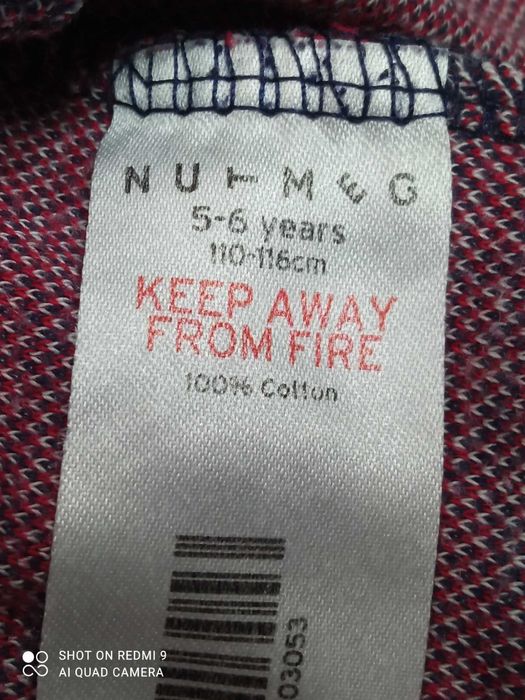 NUTMEG
5-6 years
110-116cm
KEEP AWAY
FROM FIRE
100% Cotton
03053
SHOT ON REDMI 9
AI QUAD CAMERA